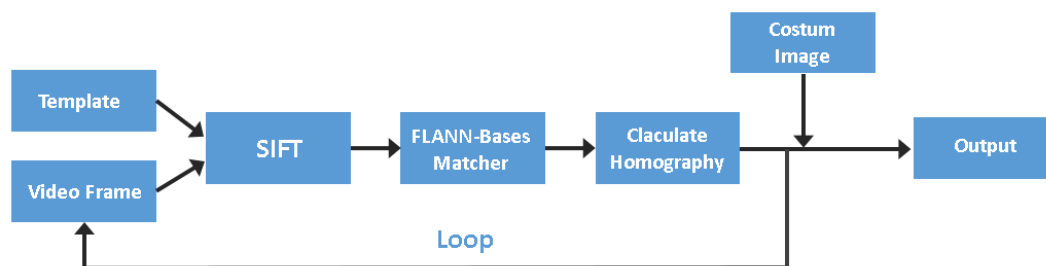 Costum
Image
Template
SIFT
FLANN-Bases
Matcher
Claculate
Homography
Output
Video Frame
Loop